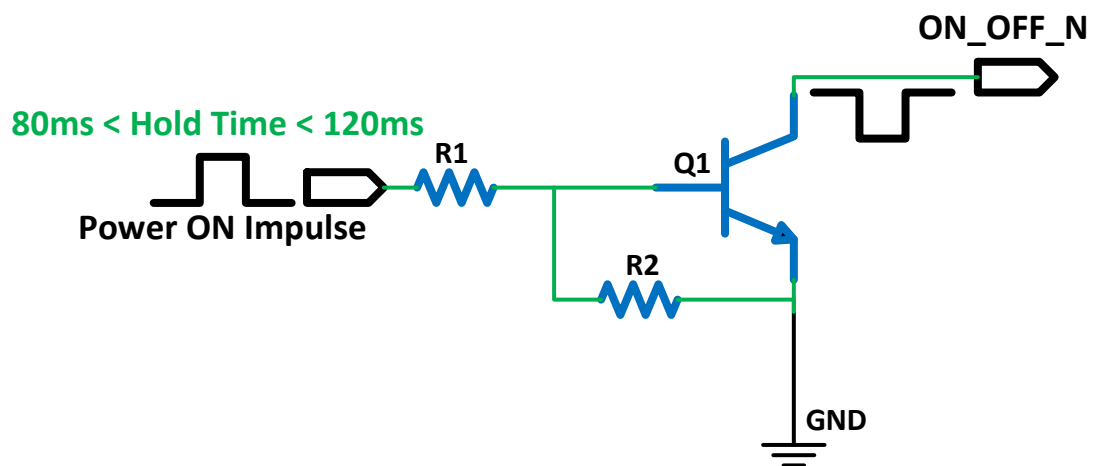 ON_OFF_N
80ms < Hold Time < 120ms
R1
Q1
Power ON Impulse
R2
GND